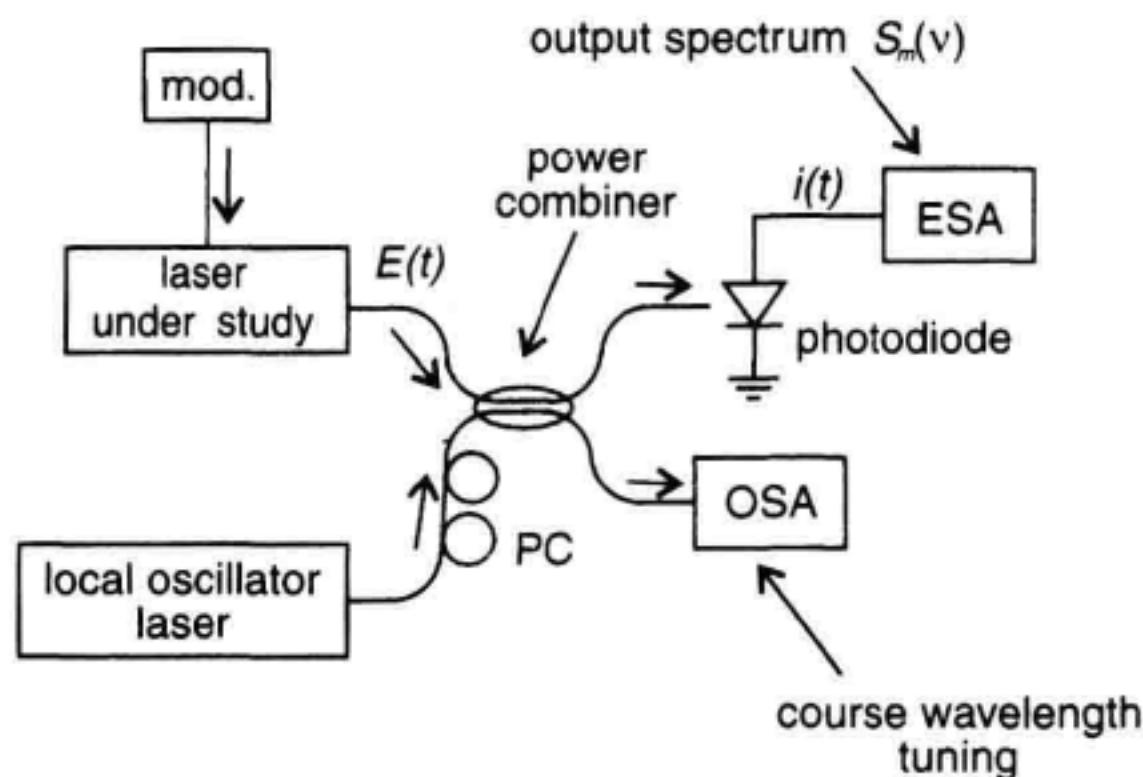 output spectrum S_m(ν)
mod.
power
combiner
i(t)
ESA
laser
under study
E(t)
photodiode
OSA
PC
local oscillator
laser
course wavelength
tuning